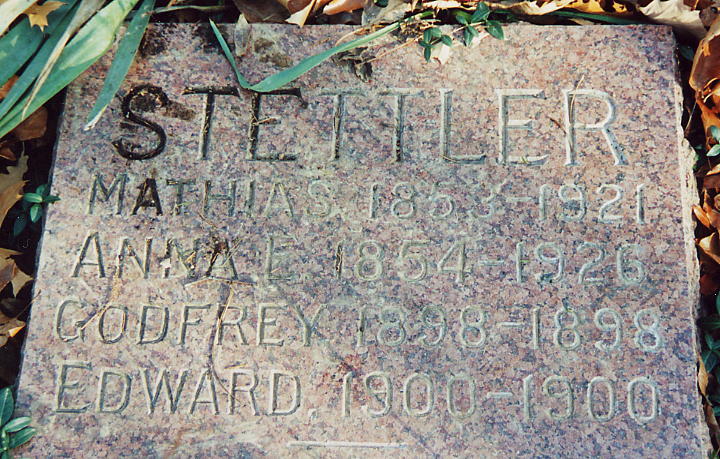 STETTLER
MATHIAS. 1853-1921
ANNA E. 1854-1926
GODFREY. 1898-1898
EDWARD. 1900-1900